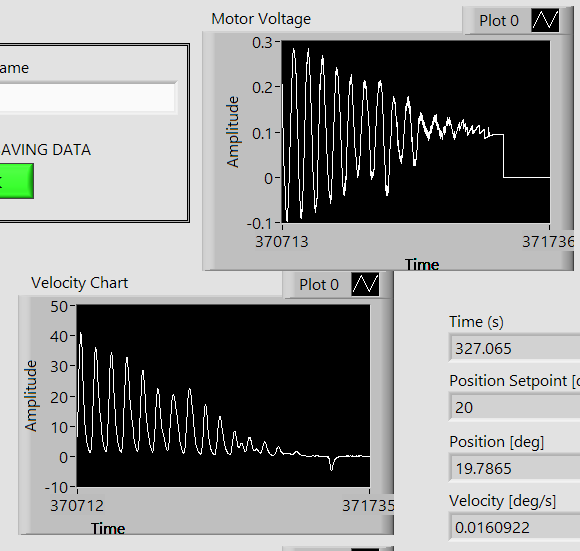 Motor Voltage
Plot 0
0.3
0.2
0.1
0
-0.1
Amplitude
370713
371736
Time
ame
AVING DATA
Velocity Chart
Plot 0
50
40
30
20
10
0
-10
Amplitude
370712
371735
Time
Time (s)
327.065
Position Setpoint [
20
Position [deg]
19.7865
Velocity [deg/s]
0.0160922